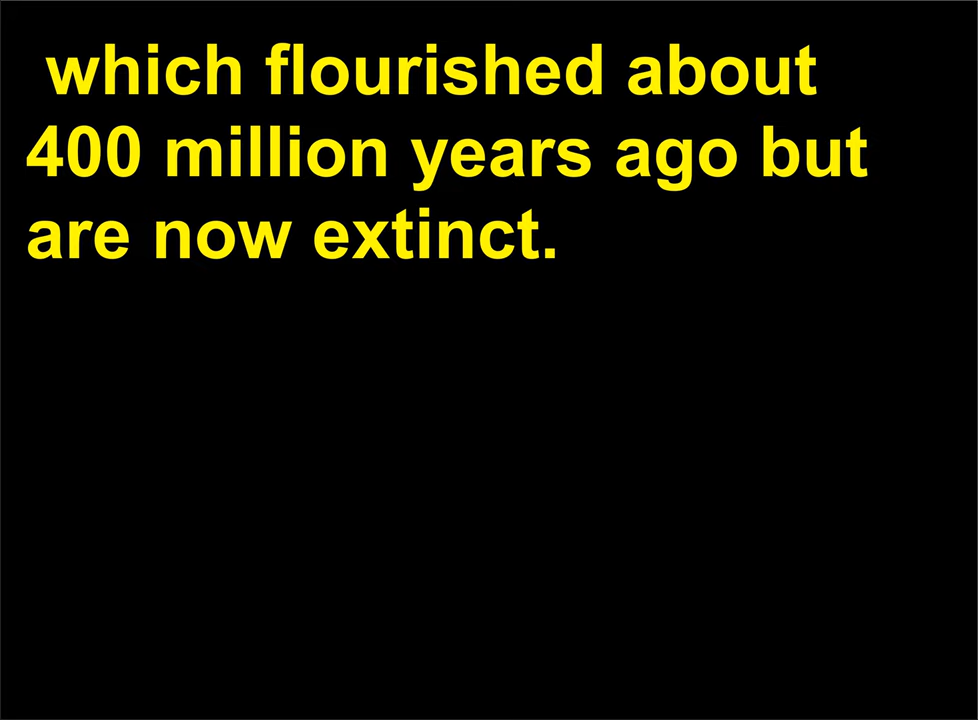 which flourished about
400 million years ago but
are now extinct.